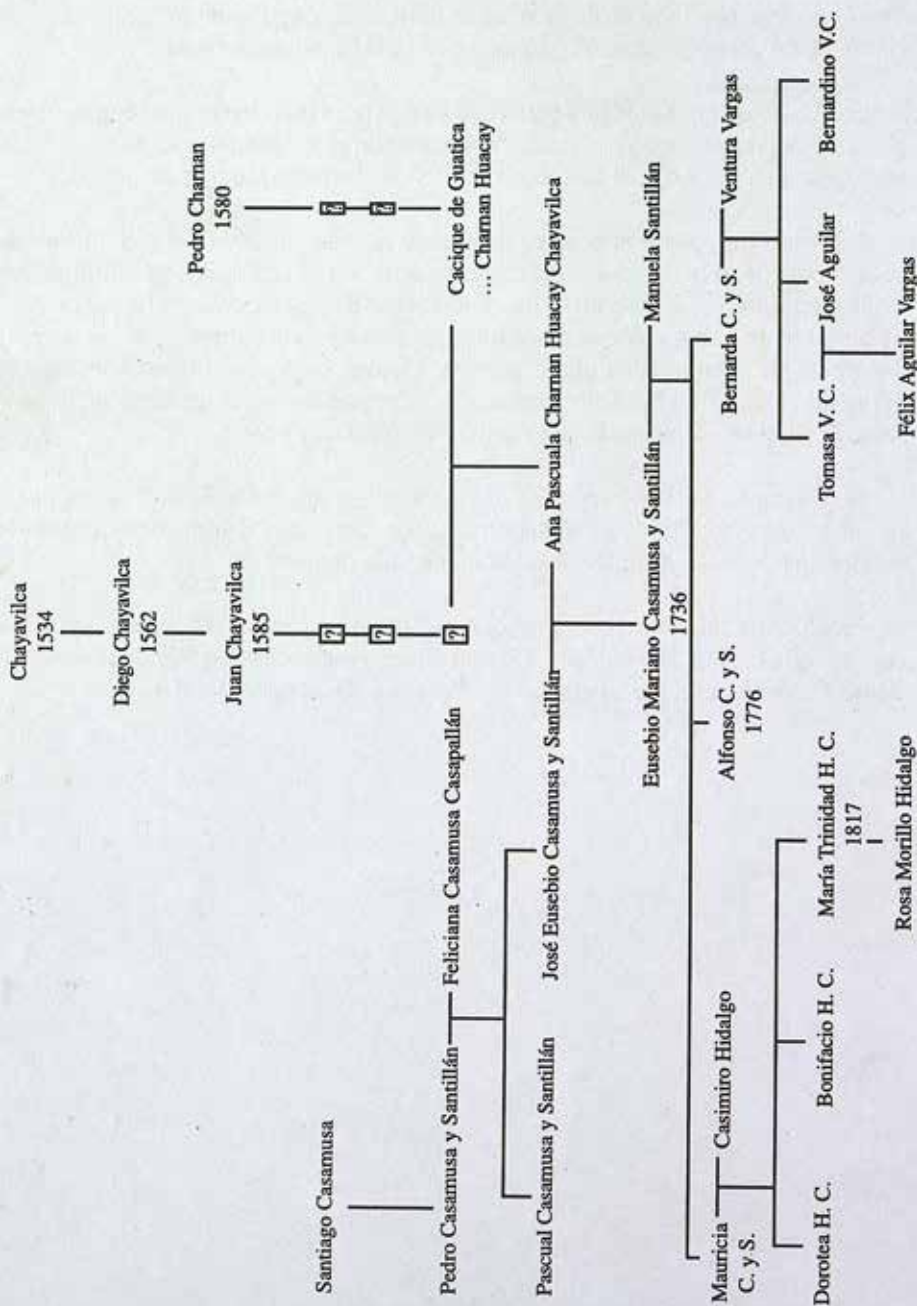 Chayavilca
1534
Diego Chayavilca
1562
Juan Chayavilca
1585
?
?
?
Pedro Charnan
1580
?
?
Cacique de Guatica
...Charnan Huacay
Santiago Casamusa
Pedro Casamusa y Santillán
Feliciana Casamusa Casapallán
Pascual Casamusa y Santillán
José Eusebio Casamusa y Santillán
Ana Pascuala Charnan Huacay Chayavilca
Eusebio Mariano Casamusa y Santillán
1736
Manuela Santillán
Mauricia
C. y S.
Casimiro Hidalgo
Alfonso C. y S.
1776
Bernarda C. y S.
Ventura Vargas
Dorotea H. C.
Bonifacio H. C.
María Trinidad H. C.
1817
Tomasa V. C.
José Aguilar
Bernardino V.C.
Rosa Morillo Hidalgo
Félix Aguilar Vargas